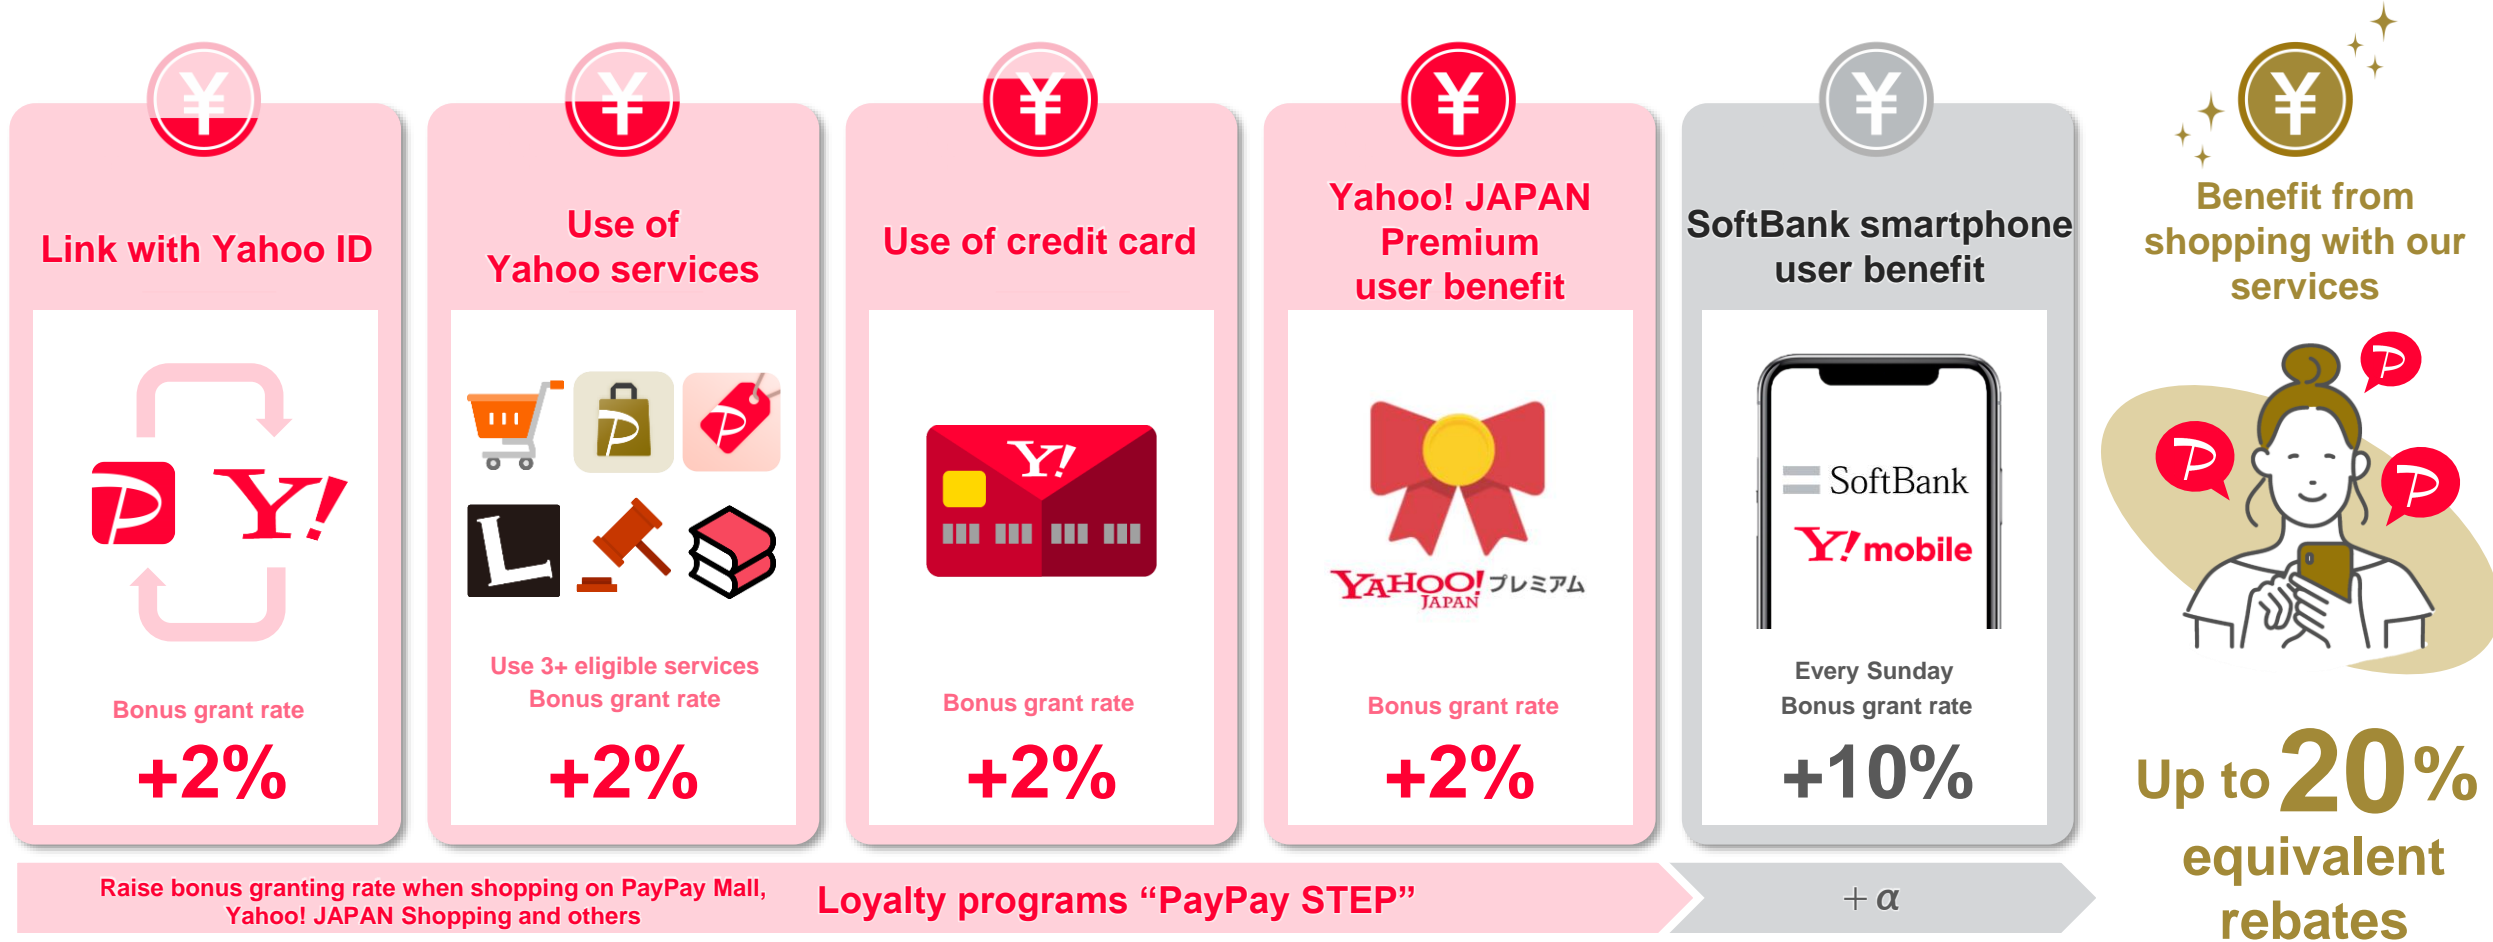 ¥
Link with Yahoo ID
P Y!
Bonus grant rate
+2%
¥
Use of
Yahoo services
P
P
L
Use 3+ eligible services
Bonus grant rate
+2%
¥
Use of credit card
Y!
Bonus grant rate
+2%
¥
Yahoo! JAPAN
Premium
user benefit
YAHOO! プレミアム
JAPAN
Bonus grant rate
+2%
¥
SoftBank smartphone
user benefit
SoftBank
Y!mobile
Every Sunday
Bonus grant rate
+10%
¥
Benefit from
shopping with our
services
P
P
P
Up to 20%
equivalent
rebates
Raise bonus granting rate when shopping on PayPay Mall,
Yahoo! JAPAN Shopping and others
Loyalty programs “PayPay STEP”
+ α